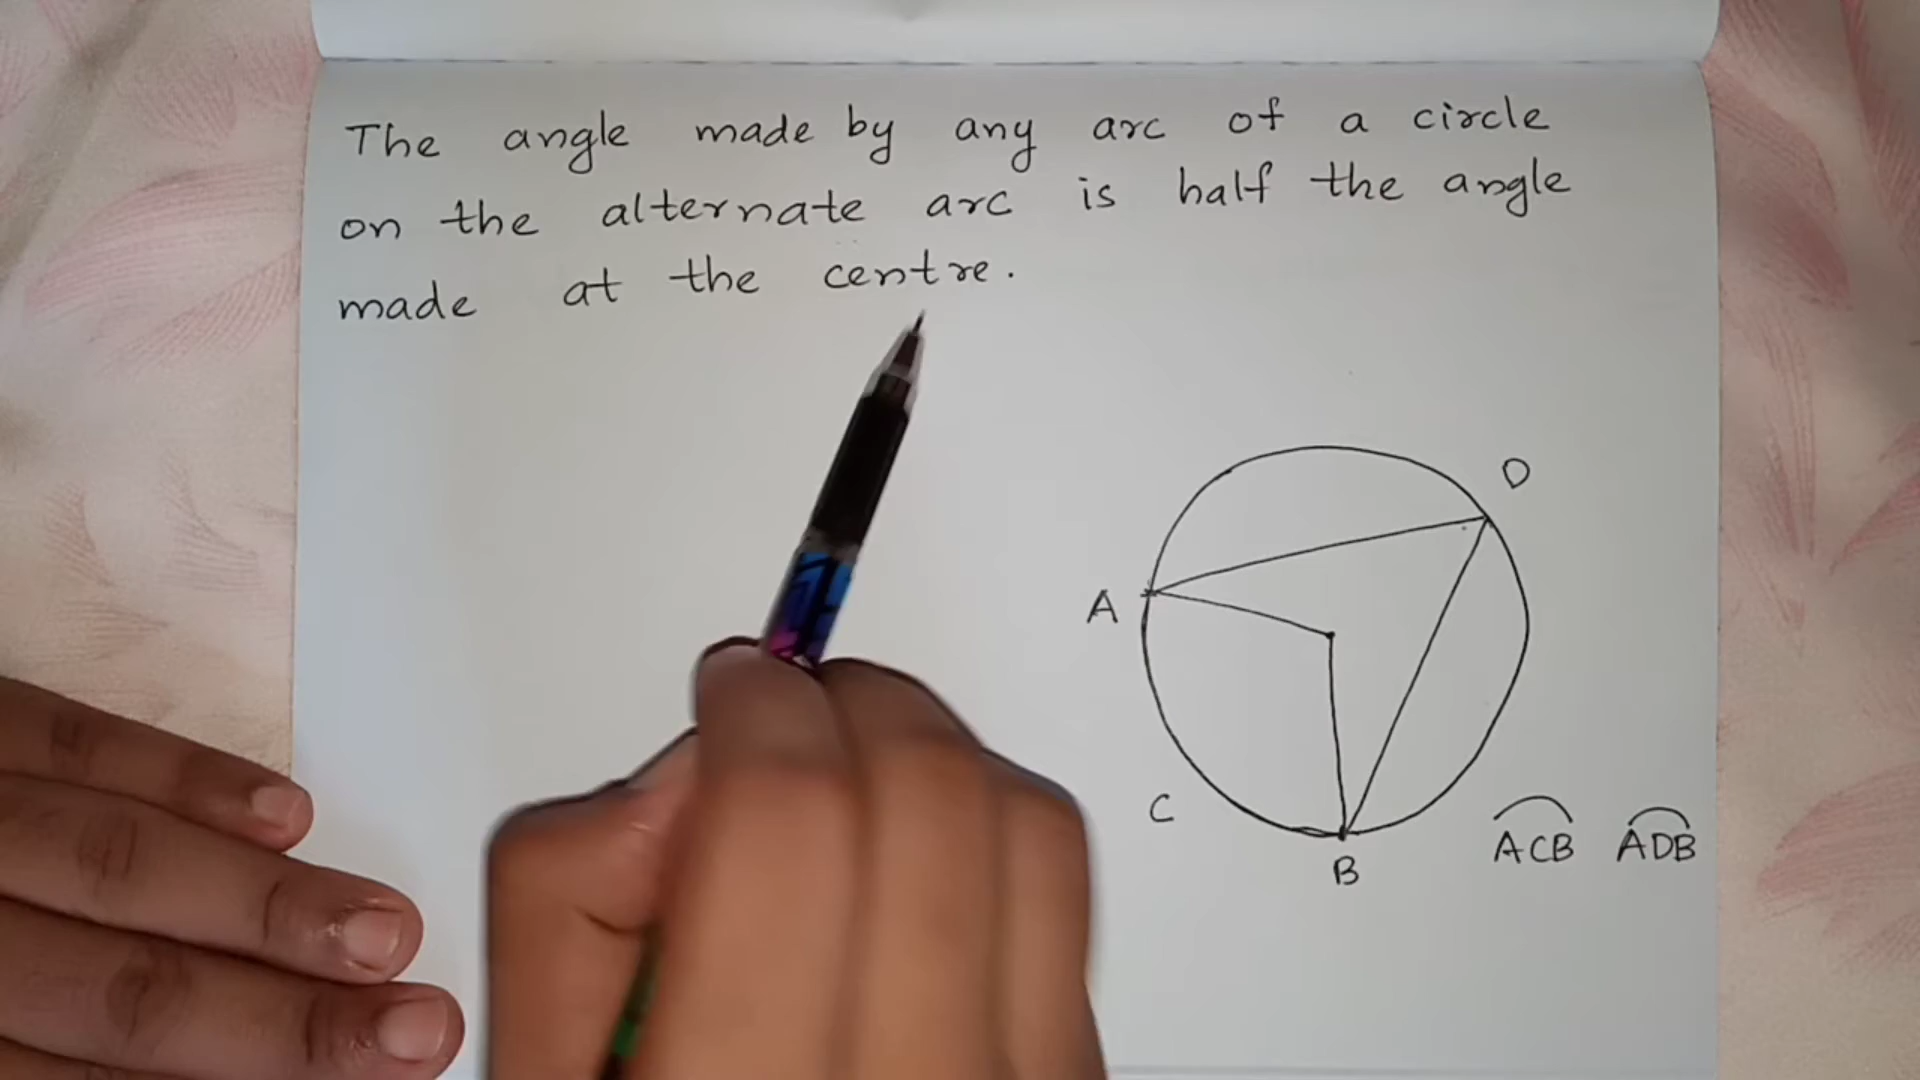 The angle made by any arc of a circle
on the alternate arc is half the angle
made at the centre.
D
A
C
B
ACB ADB